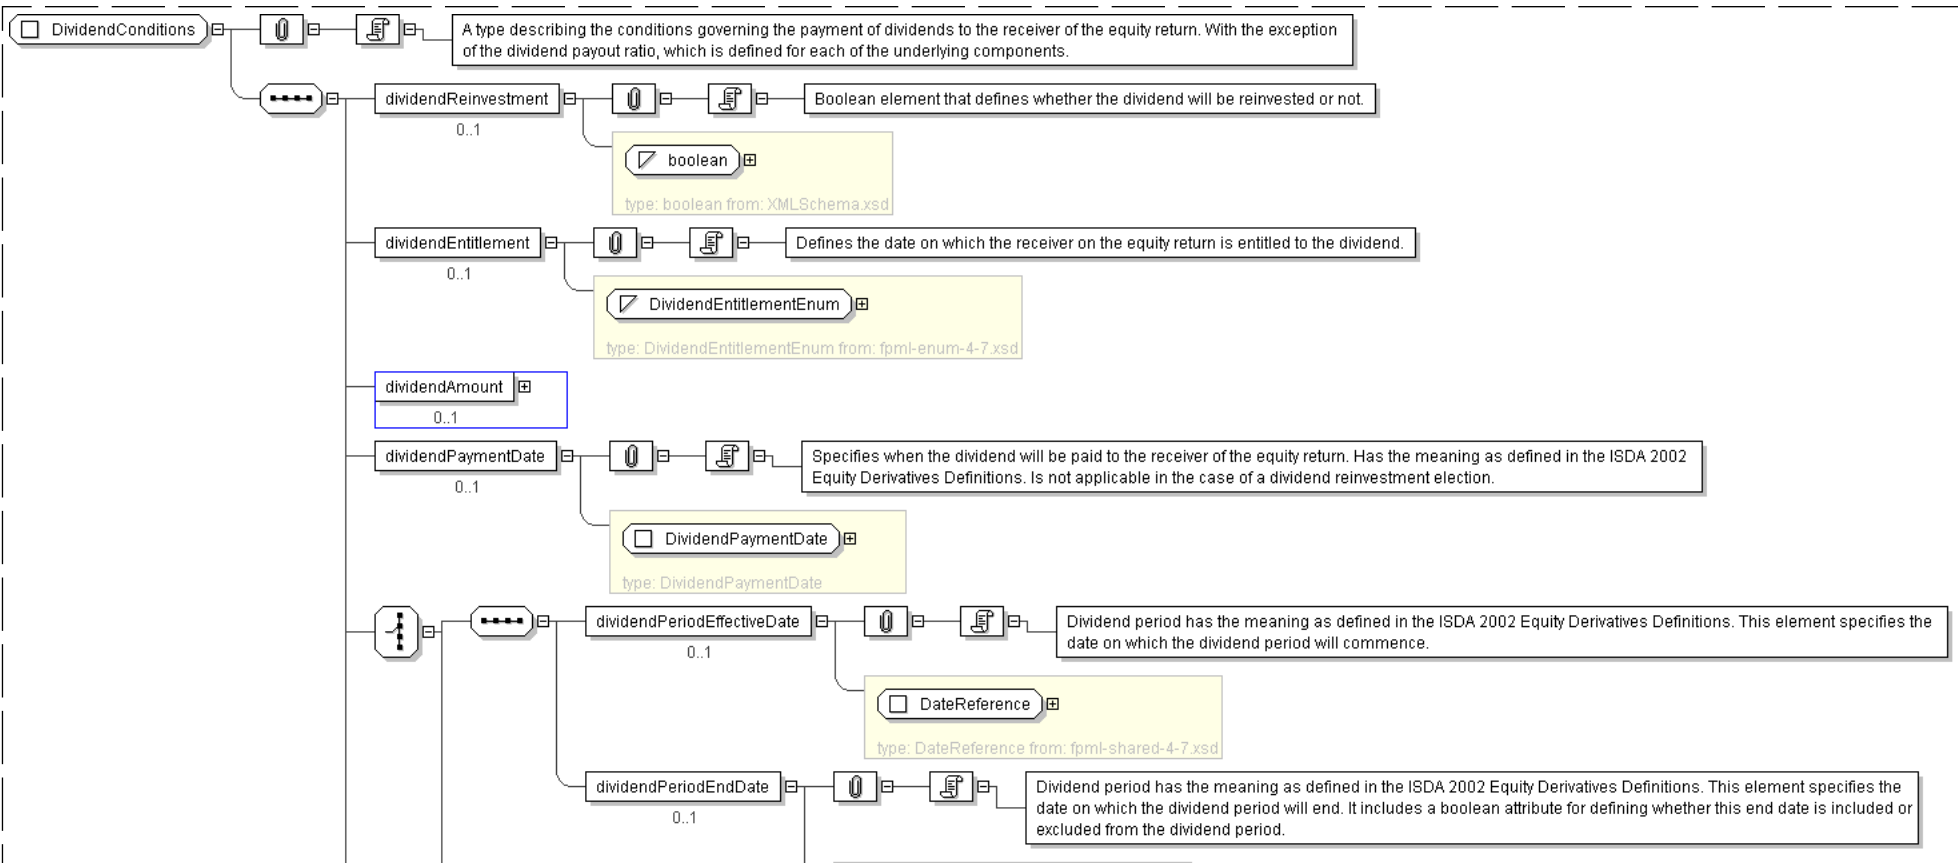 DividendConditions
A type describing the conditions governing the payment of dividends to the receiver of the equity return. With the exception
of the dividend payout ratio, which is defined for each of the underlying components.
dividendReinvestment
0..1
Boolean element that defines whether the dividend will be reinvested or not.
boolean
type: boolean from: XMLSchema.xsd
dividendEntitlement
0..1
Defines the date on which the receiver on the equity return is entitled to the dividend.
DividendEntitlementEnum
type: DividendEntitlementEnum from: fpml-enum-4-7.xsd
dividendAmount
0..1
dividendPaymentDate
0..1
Specifies when the dividend will be paid to the receiver of the equity return. Has the meaning as defined in the ISDA 2002
Equity Derivatives Definitions. Is not applicable in the case of a dividend reinvestment election.
DividendPaymentDate
type: DividendPaymentDate
dividendPeriodEffectiveDate
0..1
Dividend period has the meaning as defined in the ISDA 2002 Equity Derivatives Definitions. This element specifies the
date on which the dividend period will commence.
DateReference
type: DateReference from: fpml-shared-4-7.xsd
dividendPeriodEndDate
0..1
Dividend period has the meaning as defined in the ISDA 2002 Equity Derivatives Definitions. This element specifies the
date on which the dividend period will end. It includes a boolean attribute for defining whether this end date is included or
excluded from the dividend period.